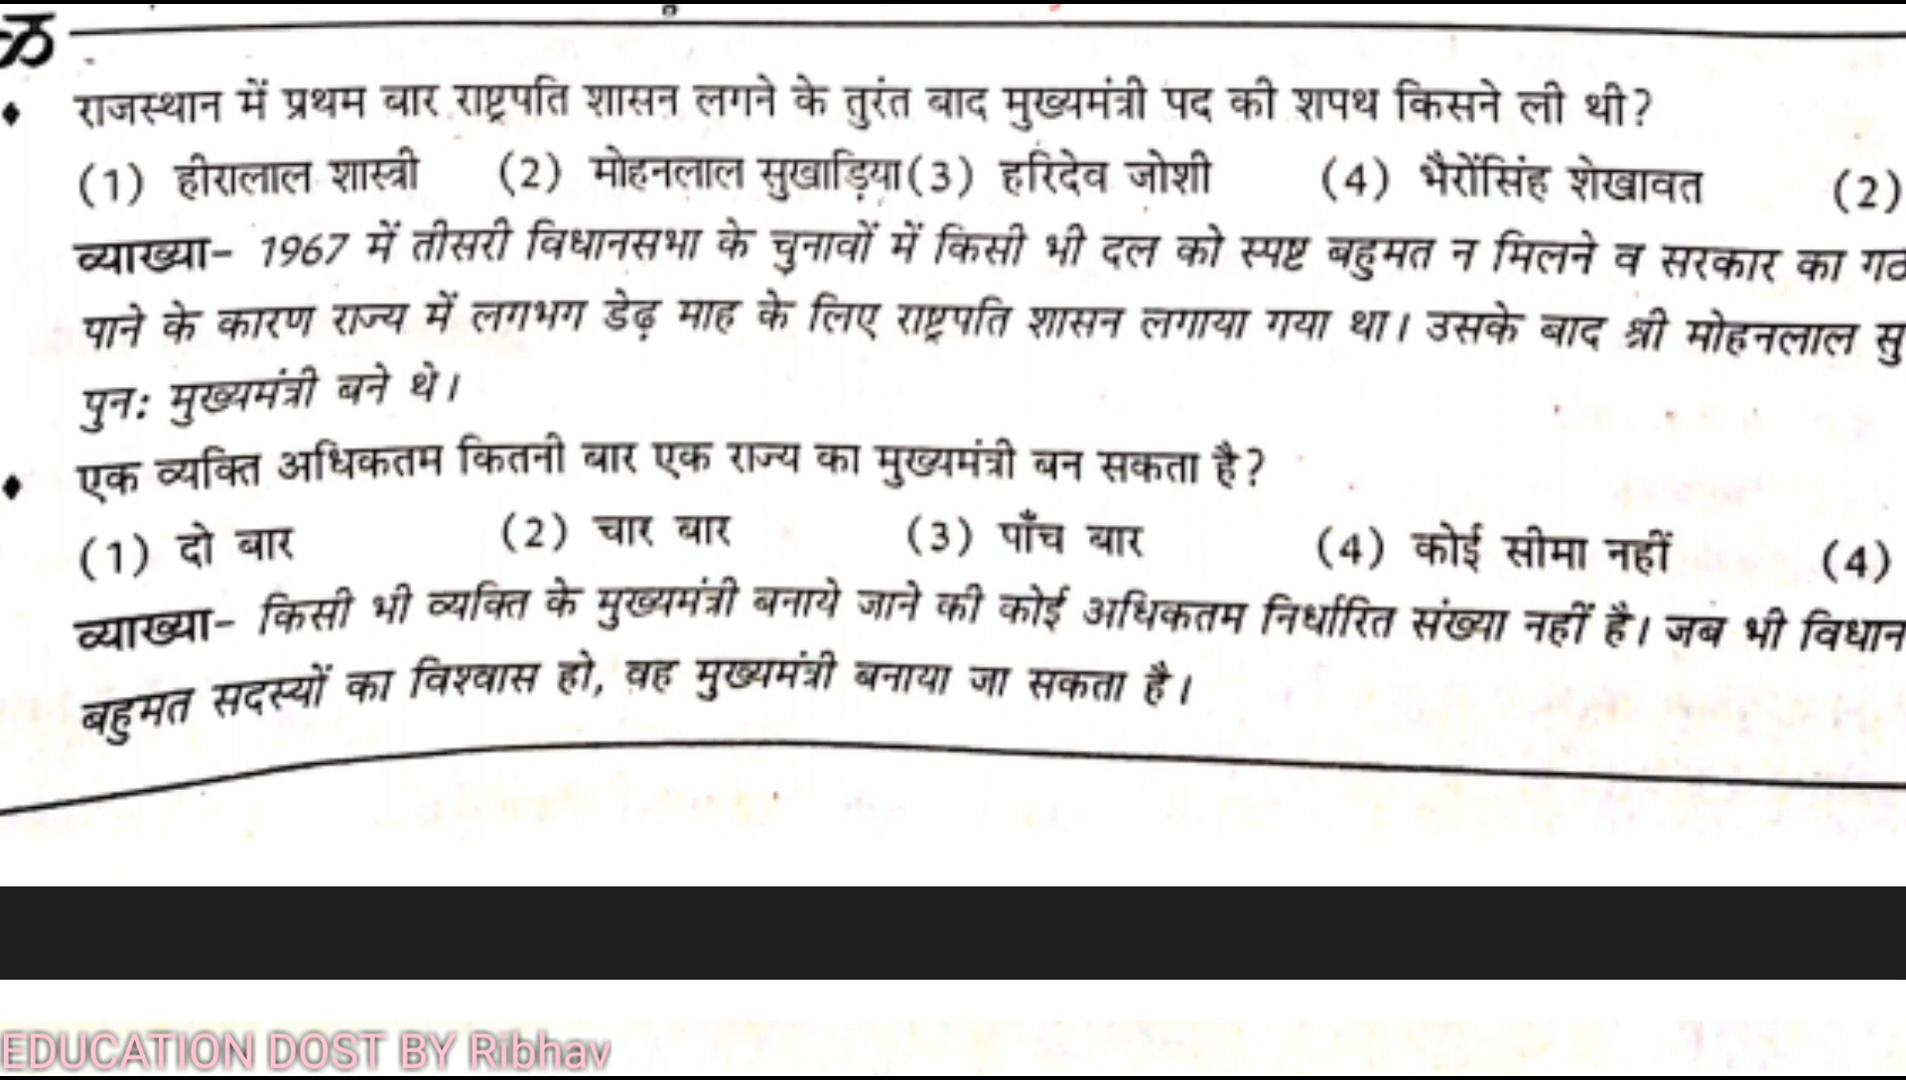 ♦ राजस्थान में प्रथम बार राष्ट्रपति शासन लगने के तुरंत बाद मुख्यमंत्री पद की शपथ किसने ली थी?
(1) हीरालाल शास्त्री (2) मोहनलाल सुखाड़िया (3) हरिदेव जोशी (4) भैरोंसिंह शेखावत (2)
व्याख्या- 1967 में तीसरी विधानसभा के चुनावों में किसी भी दल को स्पष्ट बहुमत न मिलने व सरकार का
पाने के कारण राज्य में लगभग डेढ़ माह के लिए राष्ट्रपति शासन लगाया गया था। उसके बाद श्री मोहनलाल सु
पुन: मुख्यमंत्री बने थे।
♦ एक व्यक्ति अधिकतम कितनी बार एक राज्य का मुख्यमंत्री बन सकता है?
(1) दो बार (2) चार बार (3) पाँच बार (4) कोई सीमा नहीं (4)
व्याख्या- किसी भी व्यक्ति के मुख्यमंत्री बनाये जाने की कोई अधिकतम निर्धारित संख्या नहीं है। जब भी विधान
बहुमत सदस्यों का विश्वास हो, वह मुख्यमंत्री बनाया जा सकता है।
EDUCATION DOST BY Ribhav